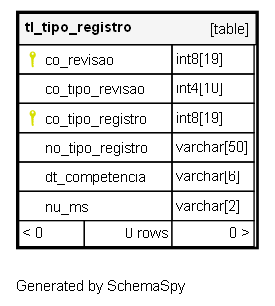 tl_tipo_registro [table]
co_revisao int8[19]
co_tipo_revisao int4[10]
co_tipo_registro int8[19]
no_tipo_registro varchar[50]
dt_competencia varchar[6]
nu_ms varchar[2]
< 0 0 rows 0 >
Generated by SchemaSpy